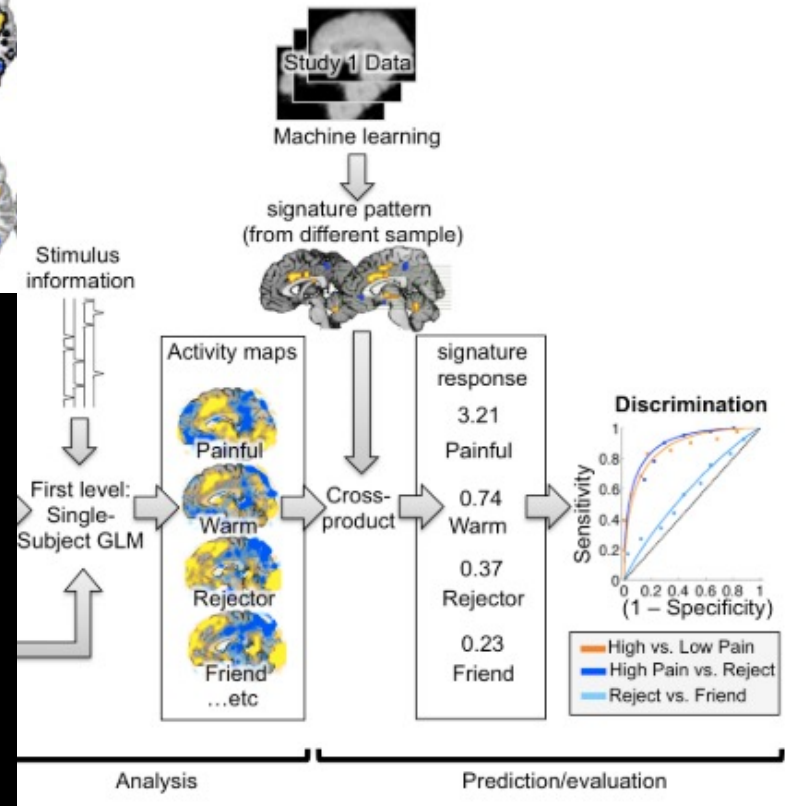 Study 1 Data
Machine learning
signature pattern
(from different sample)
Stimulus
information
First level:
Single-
Subject GLM
Activity maps
Painful
Warm
Rejector
Friend
...etc
Cross-
product
signature
response
3.21
Painful
0.74
Warm
0.37
Rejector
0.23
Friend
Discrimination
Sensitivity
1
0.8
0.6
0.4
0.2
0
0 0.2 0.4 0.6 0.8 1
(1 – Specificity)
High vs. Low Pain
High Pain vs. Reject
Reject vs. Friend
Analysis
Prediction/evaluation